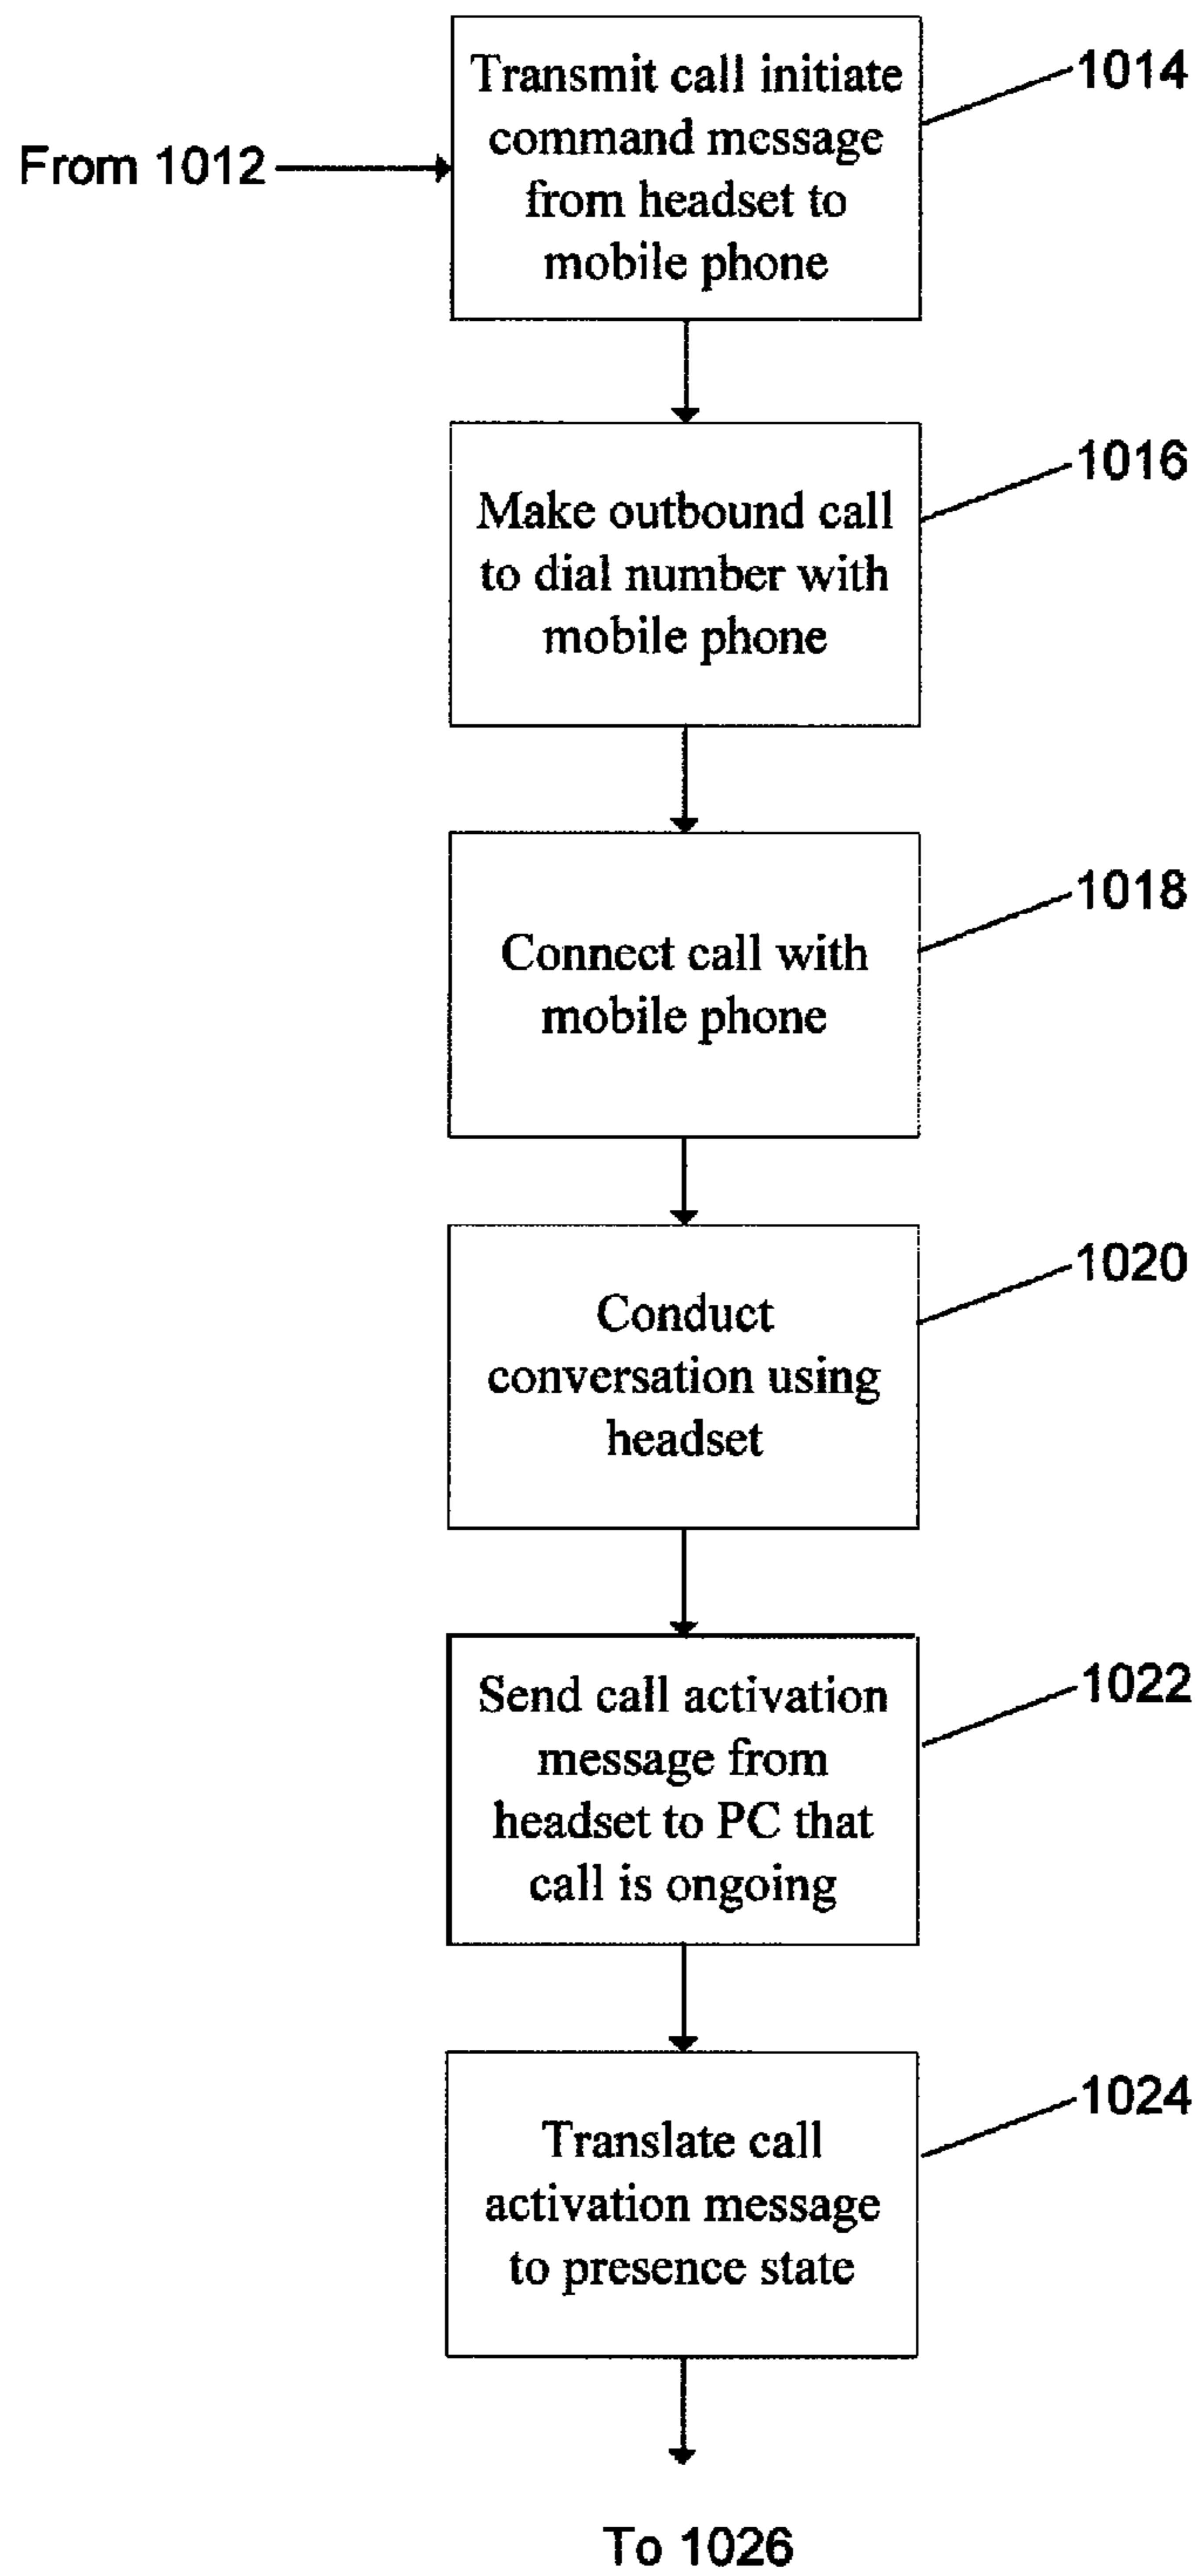 Transmit call initiate
command message
from headset to
mobile phone
1014
From 1012
Make outbound call
to dial number with
mobile phone
1016
Connect call with
mobile phone
1018
Conduct
conversation using
headset
1020
Send call activation
message from
headset to PC that
call is ongoing
1022
Translate call
activation message
to presence state
1024
To 1026